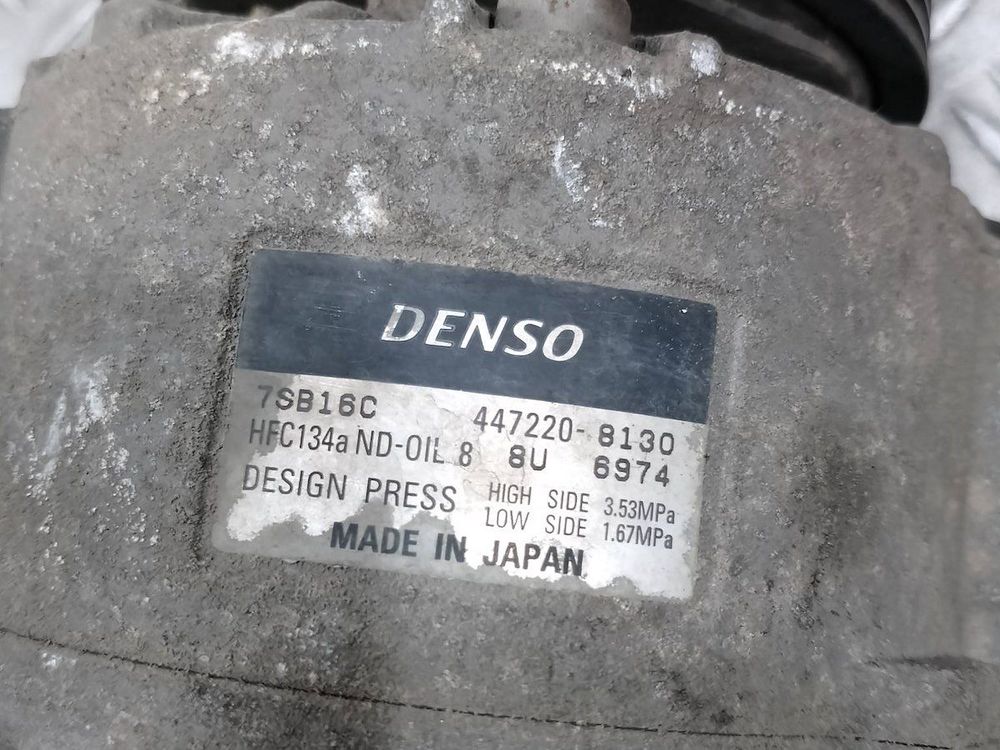 DENSO
7SB16C 447220-8130
HFC134a ND-OIL 8 8U 6974
DESIGN PRESS HIGH SIDE 3.53MPa
LOW SIDE 1.67MPa
MADE IN JAPAN